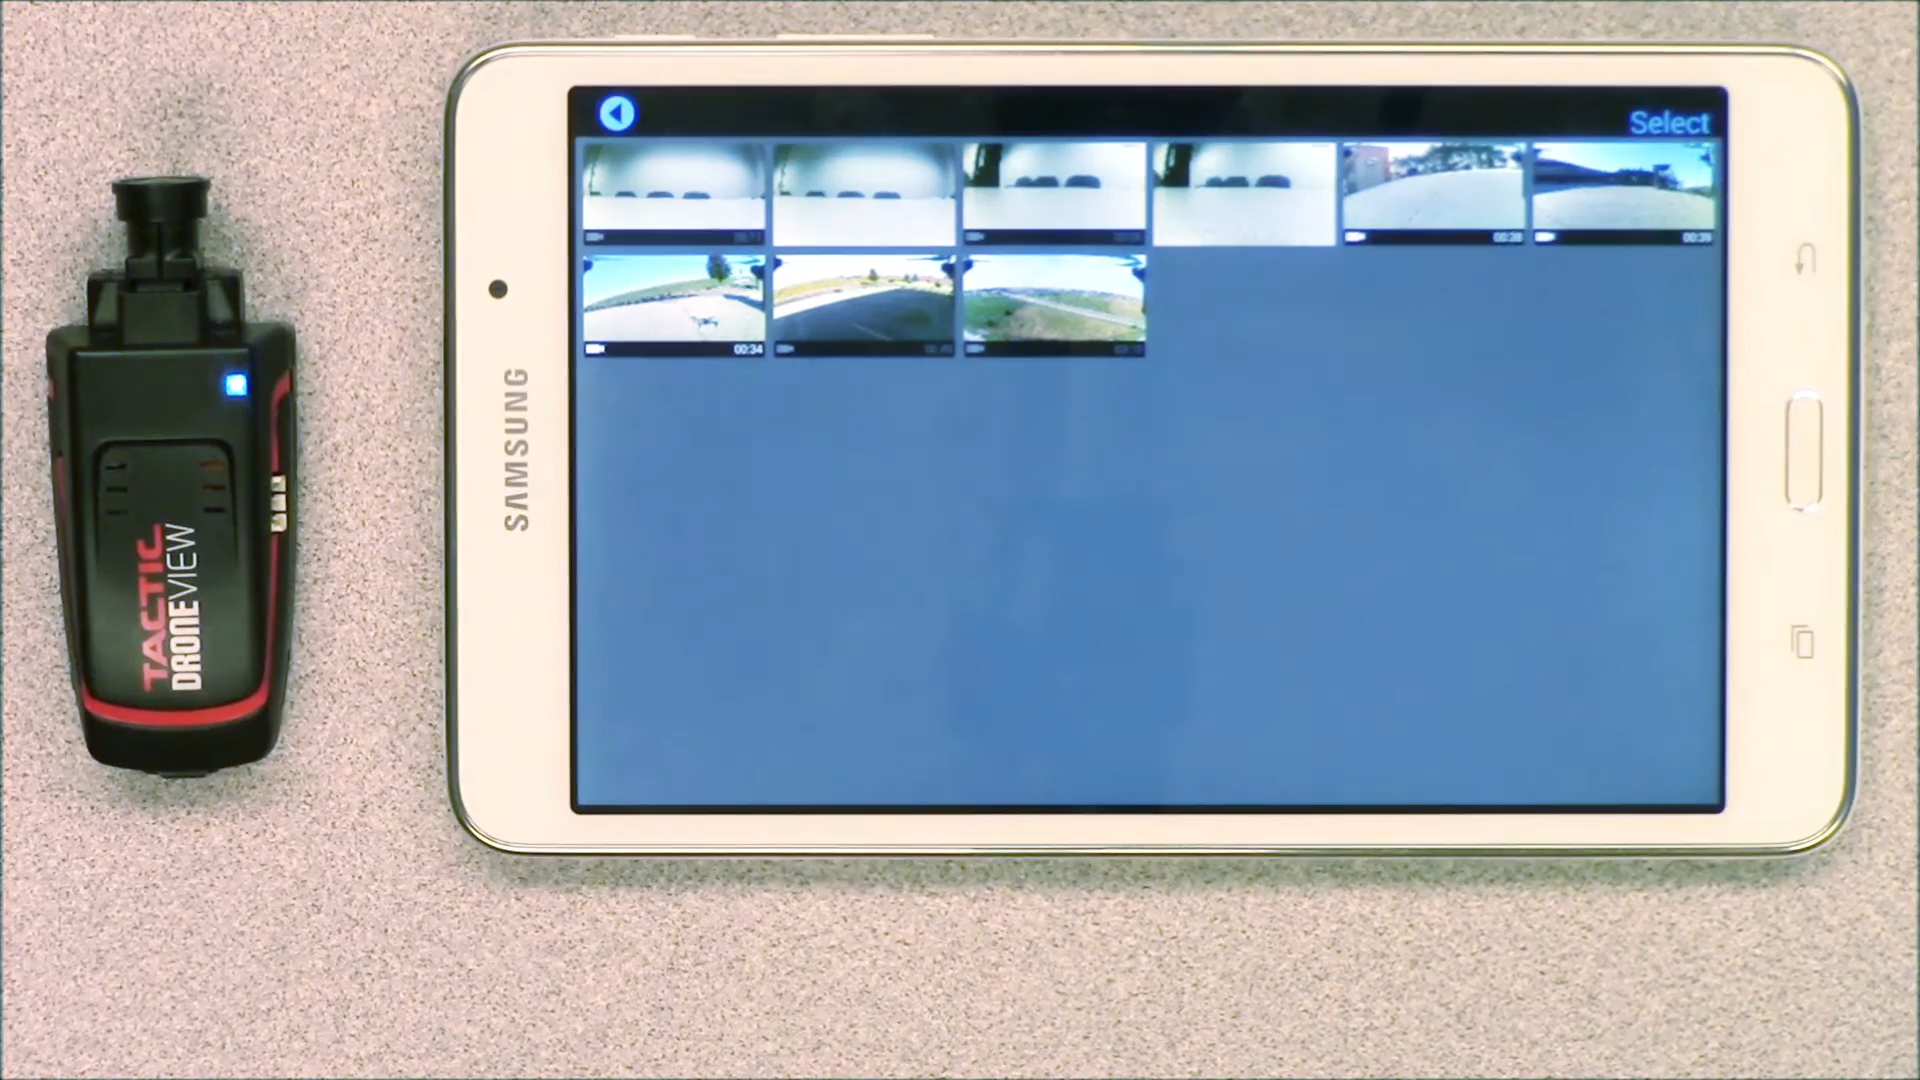 Select
00:28
00:39
00:34
SAMSUNG
TACTIC
DRONEVIEW